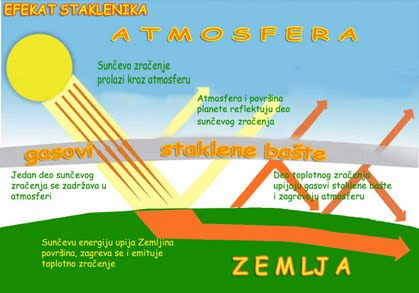 EFEKAT STAKLENIKA
ATMOSFERA
Sunčevo zračenje
prolazi kroz atmosferu
Atmosfera i površina
planete reflektuju deo
sunčevog zračenja
gasovi staklene bašte
Jedan deo sunčevog
zračenja se zadržava u
atmosferi
Deo toplotnog zračenja
upijaju gasovi staklene bašte
i zagrevaju atmosferu
Sunčevu energiju upija Zemljina
površina, zagreva se i emituje
toplotno zračenje
ZEMLJA